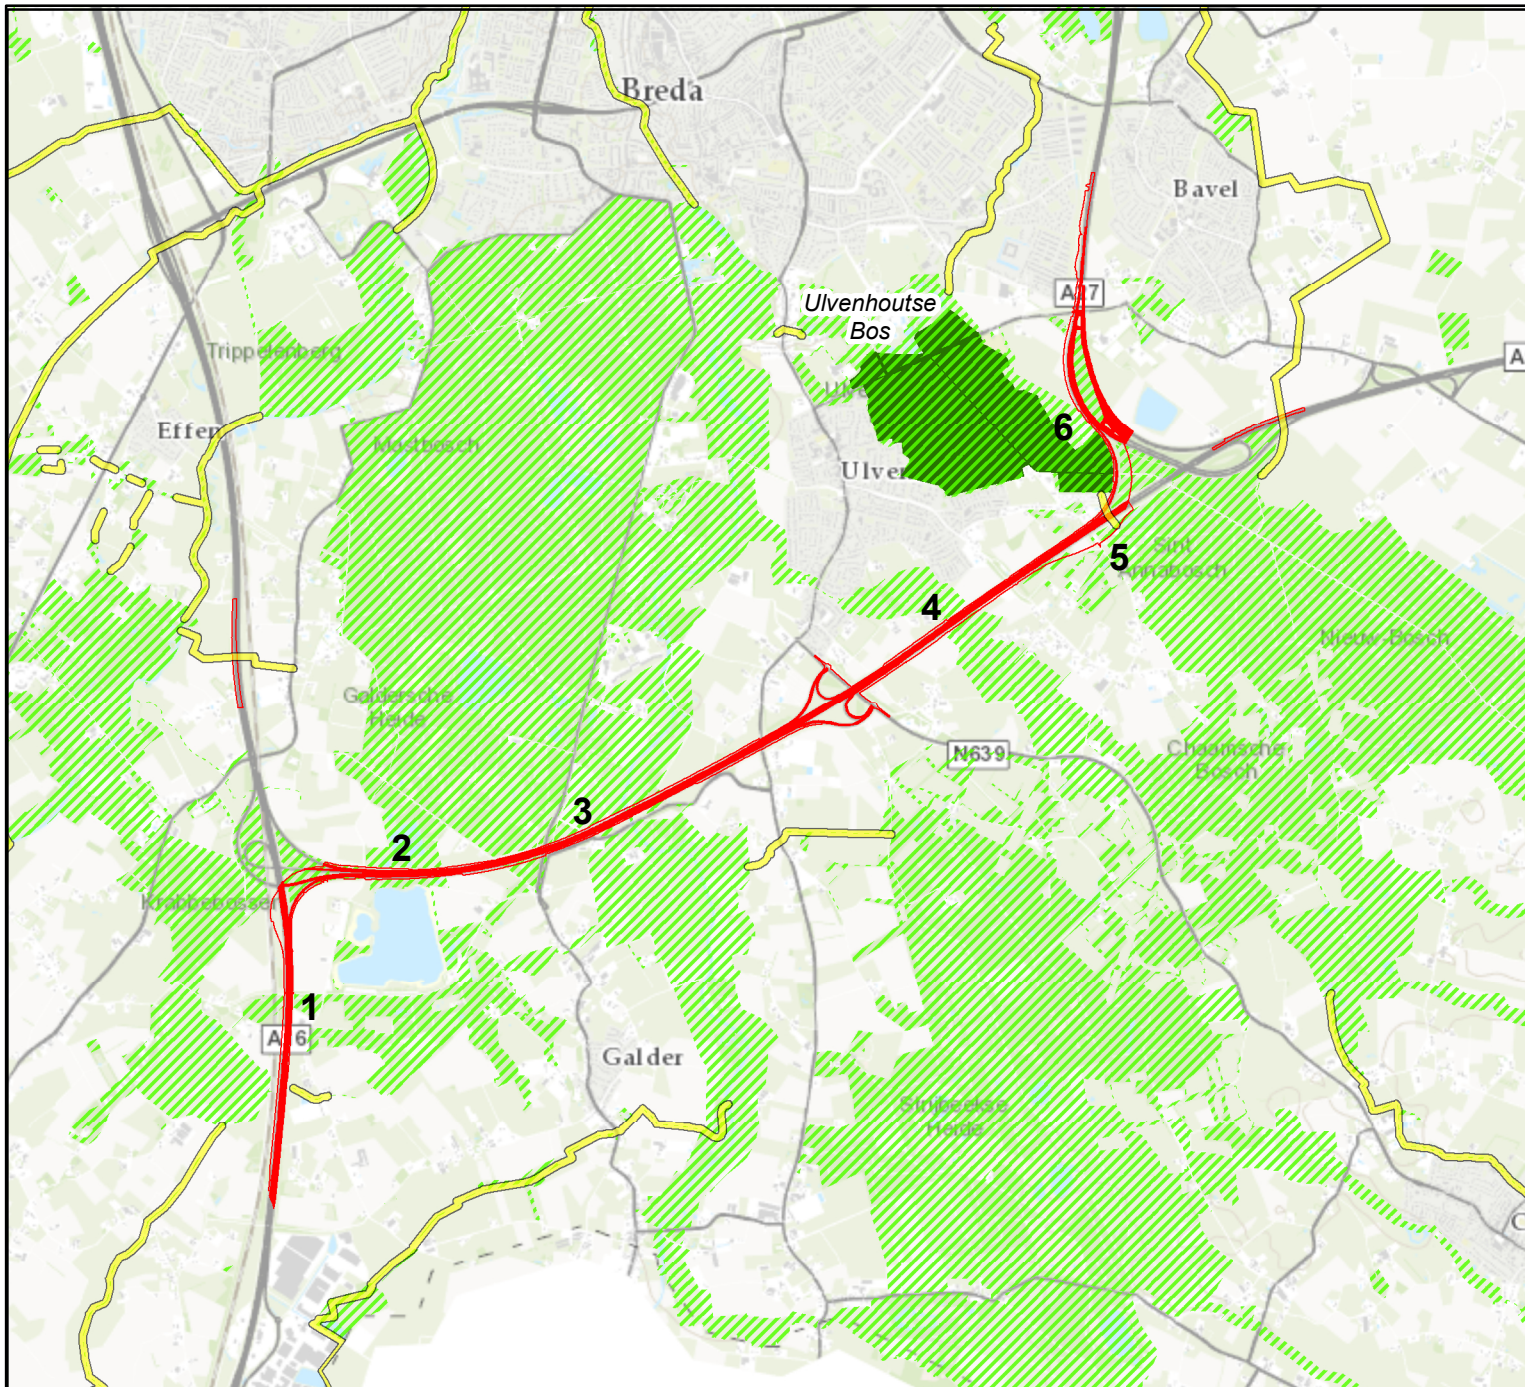 Breda
Bavel
Ulvenhoutse
Bos
A 7
A
Trippelenberg
Effen
Mastbosch
6
Ulven
5
Sint
Annabosch
4
Nieuw-Bosch
Galdersche
Heide
N639
Chaamsche
Bosch
3
2
Krabbebossen
1
A 6
Galder
Strijbeekse
Heide
C